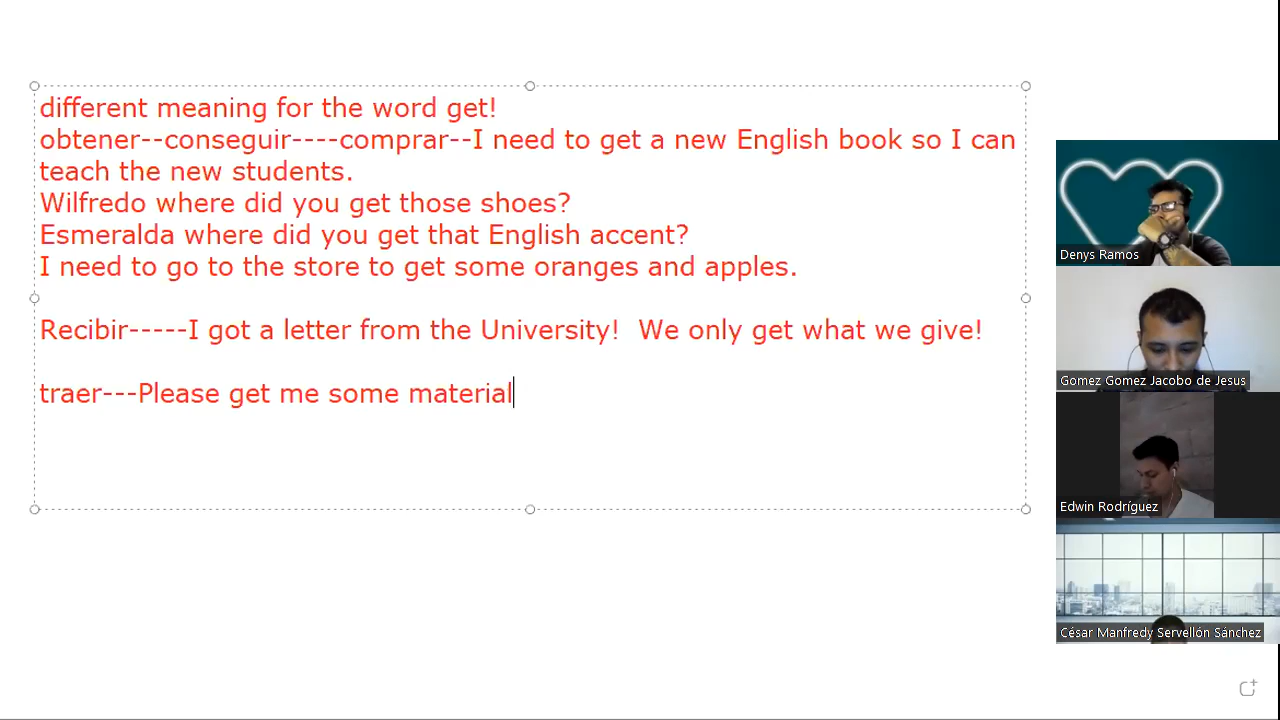 different meaning for the word get!
obtener--conseguir----comprar--I need to get a new English book so I can
teach the new students.
Wilfredo where did you get those shoes?
Esmeralda where did you get that English accent?
I need to go to the store to get some oranges and apples.
Recibir-----I got a letter from the University!  We only get what we give!
traer---Please get me some material
Denys Ramos
Gomez Gomez Jacobo de Jesus
Edwin Rodríguez
César Manfredy Servellón Sánchez